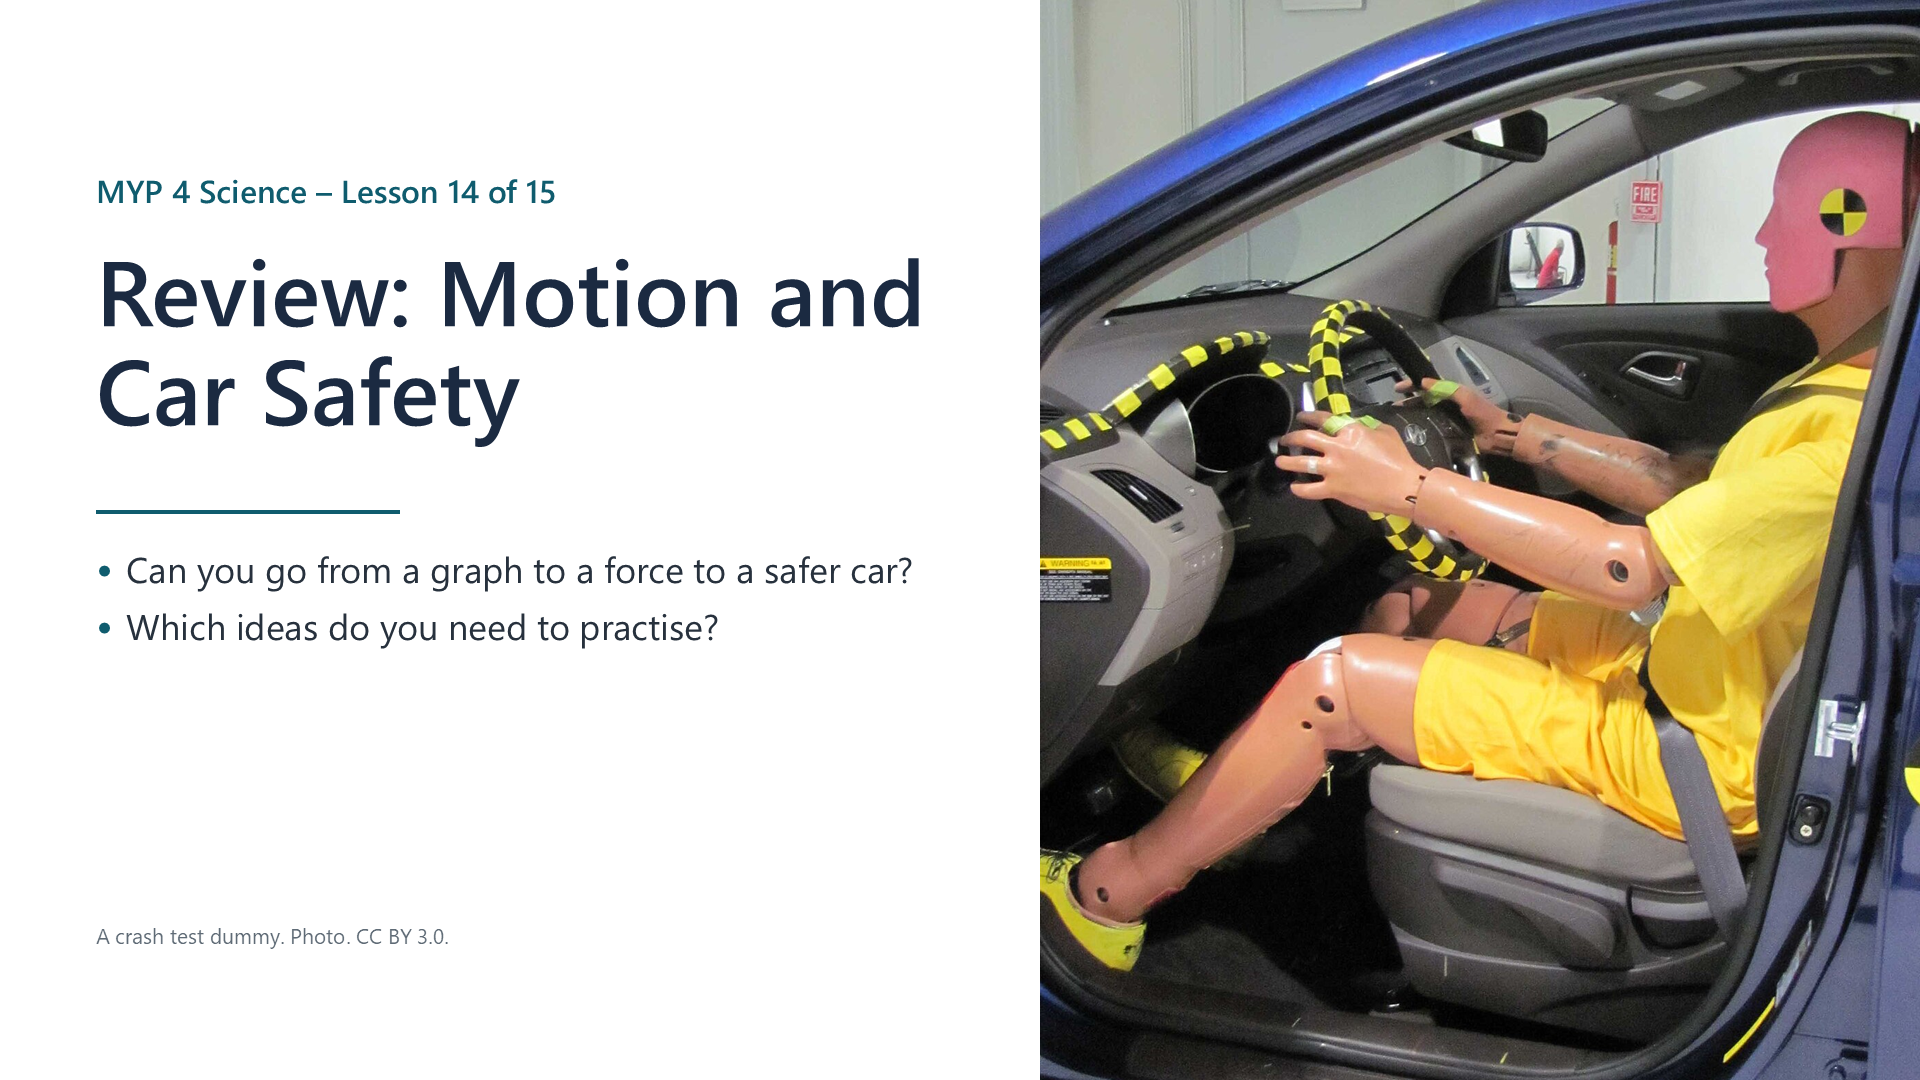 MYP 4 Science – Lesson 14 of 15
Review: Motion and
Car Safety
• Can you go from a graph to a force to a safer car?
• Which ideas do you need to practise?
A crash test dummy. Photo. CC BY 3.0.
FIRE
WARNING